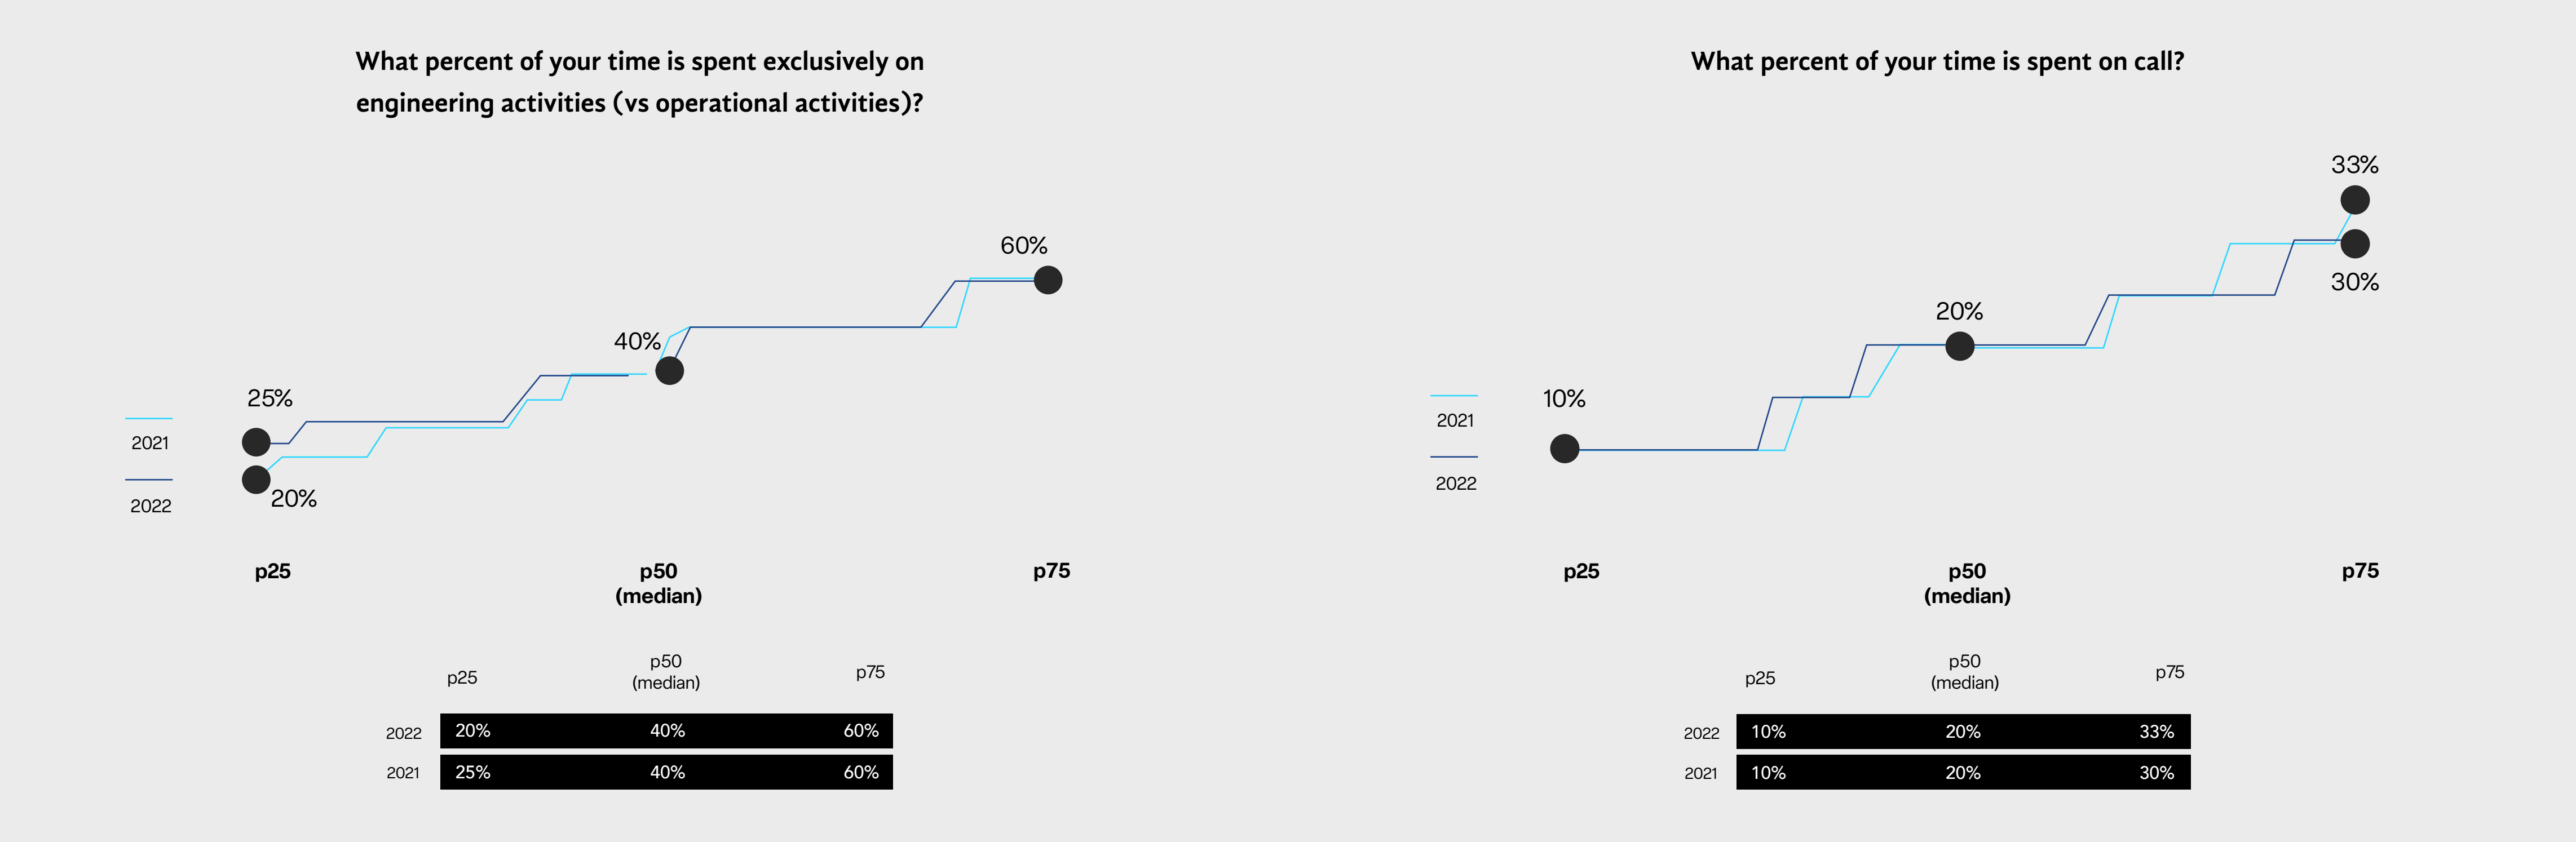 What percent of your time is spent exclusively on
engineering activities (vs operational activities)?
60%
40%
25%
2021
20%
2022
p25
p50
(median)
p75
p25
p50
(median)
p75
2022 20% 40% 60%
2021 25% 40% 60%
What percent of your time is spent on call?
33%
30%
20%
10%
2021
2022
p25
p50
(median)
p75
p25
p50
(median)
p75
2022 10% 20% 33%
2021 10% 20% 30%